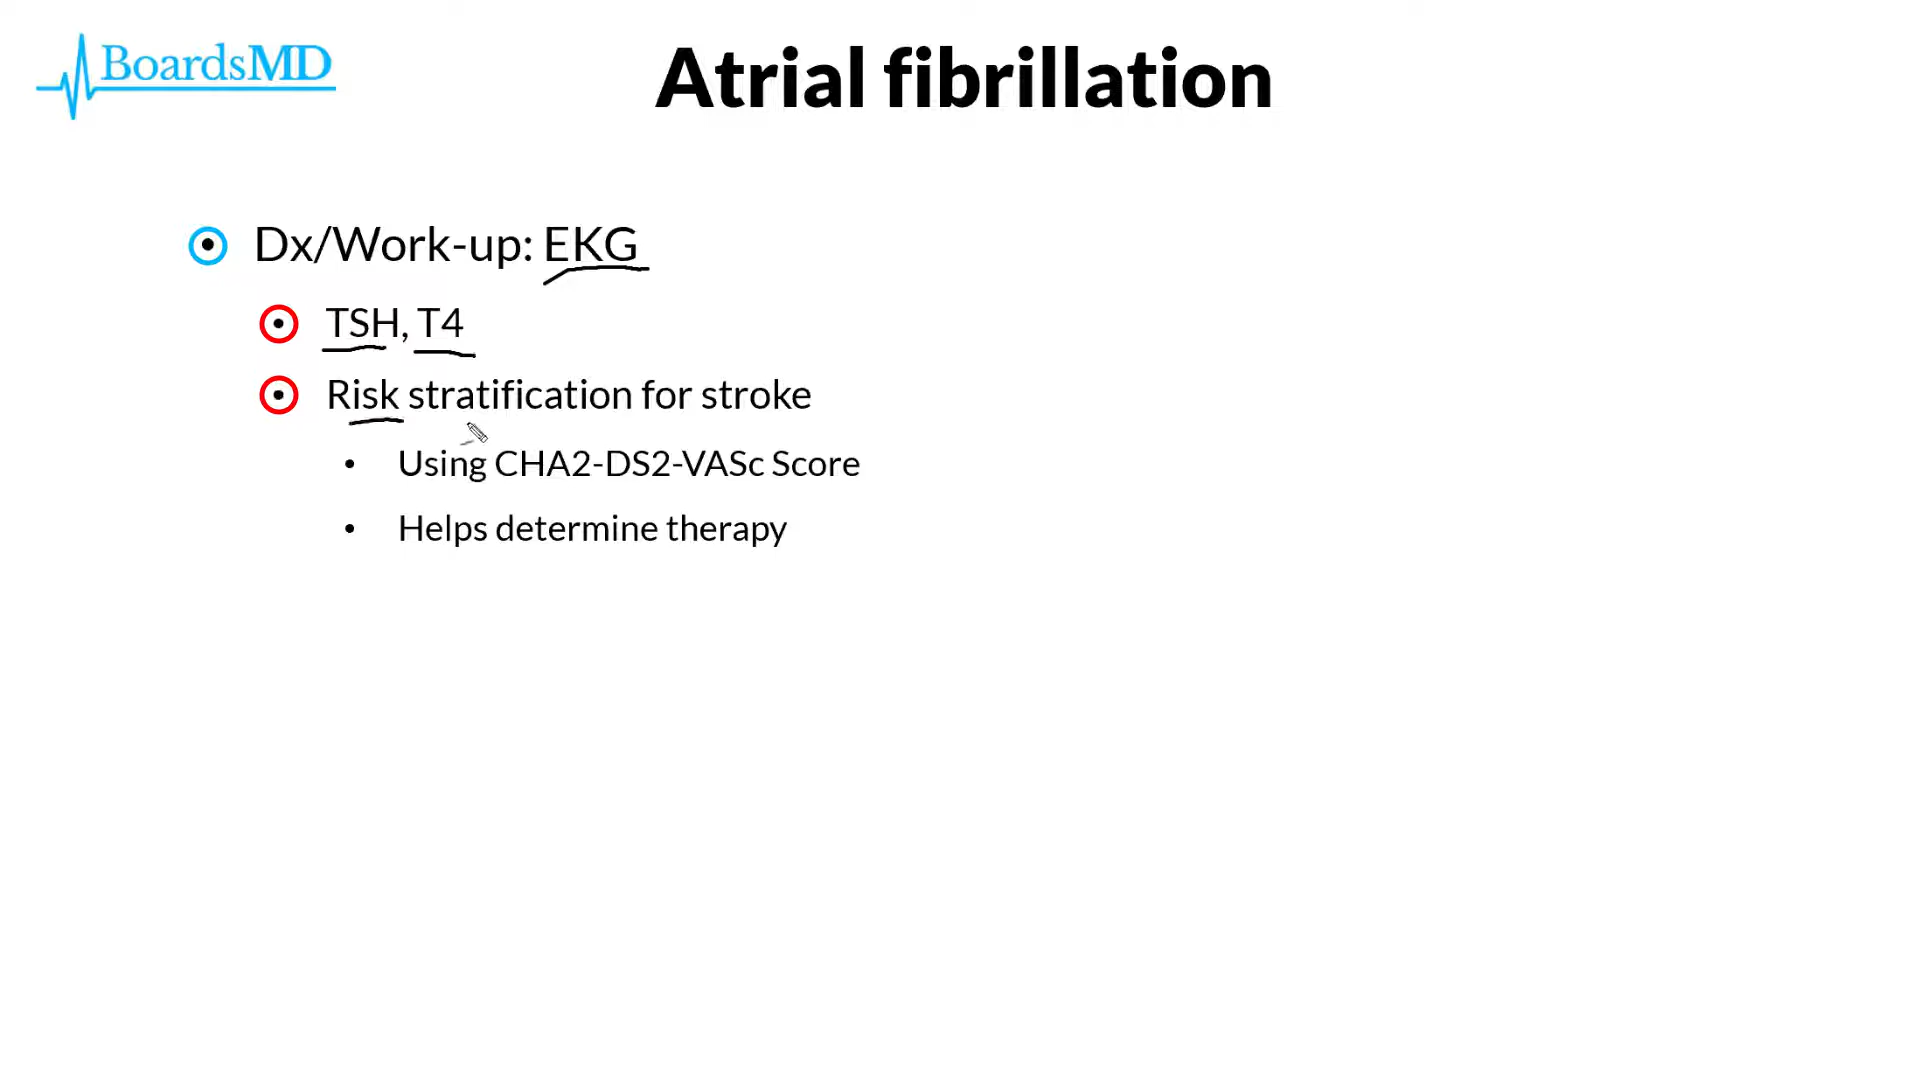 BoardsMD
Atrial fibrillation
Dx/Work-up: EKG
TSH, T4
Risk stratification for stroke
Using CHA2-DS2-VASc Score
Helps determine therapy